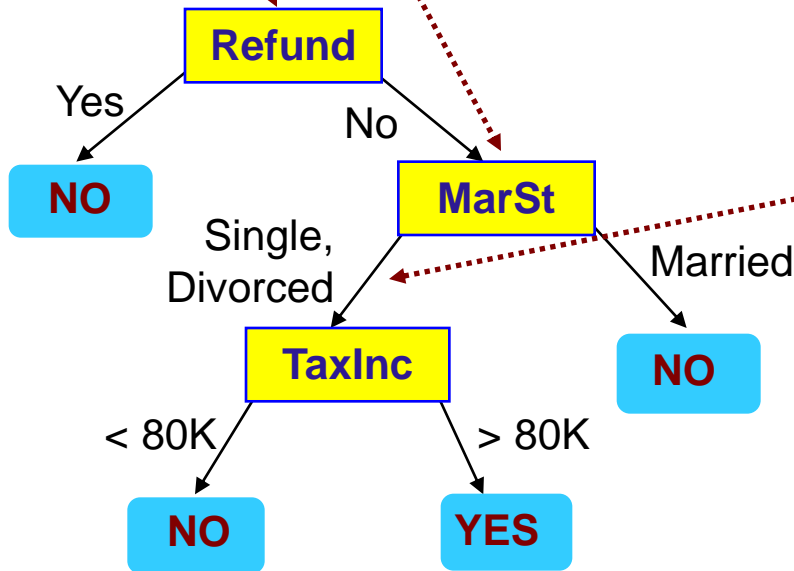 Refund
Yes
No
NO
MarSt
Single,
Divorced
Married
TaxInc
NO
< 80K
> 80K
NO
YES